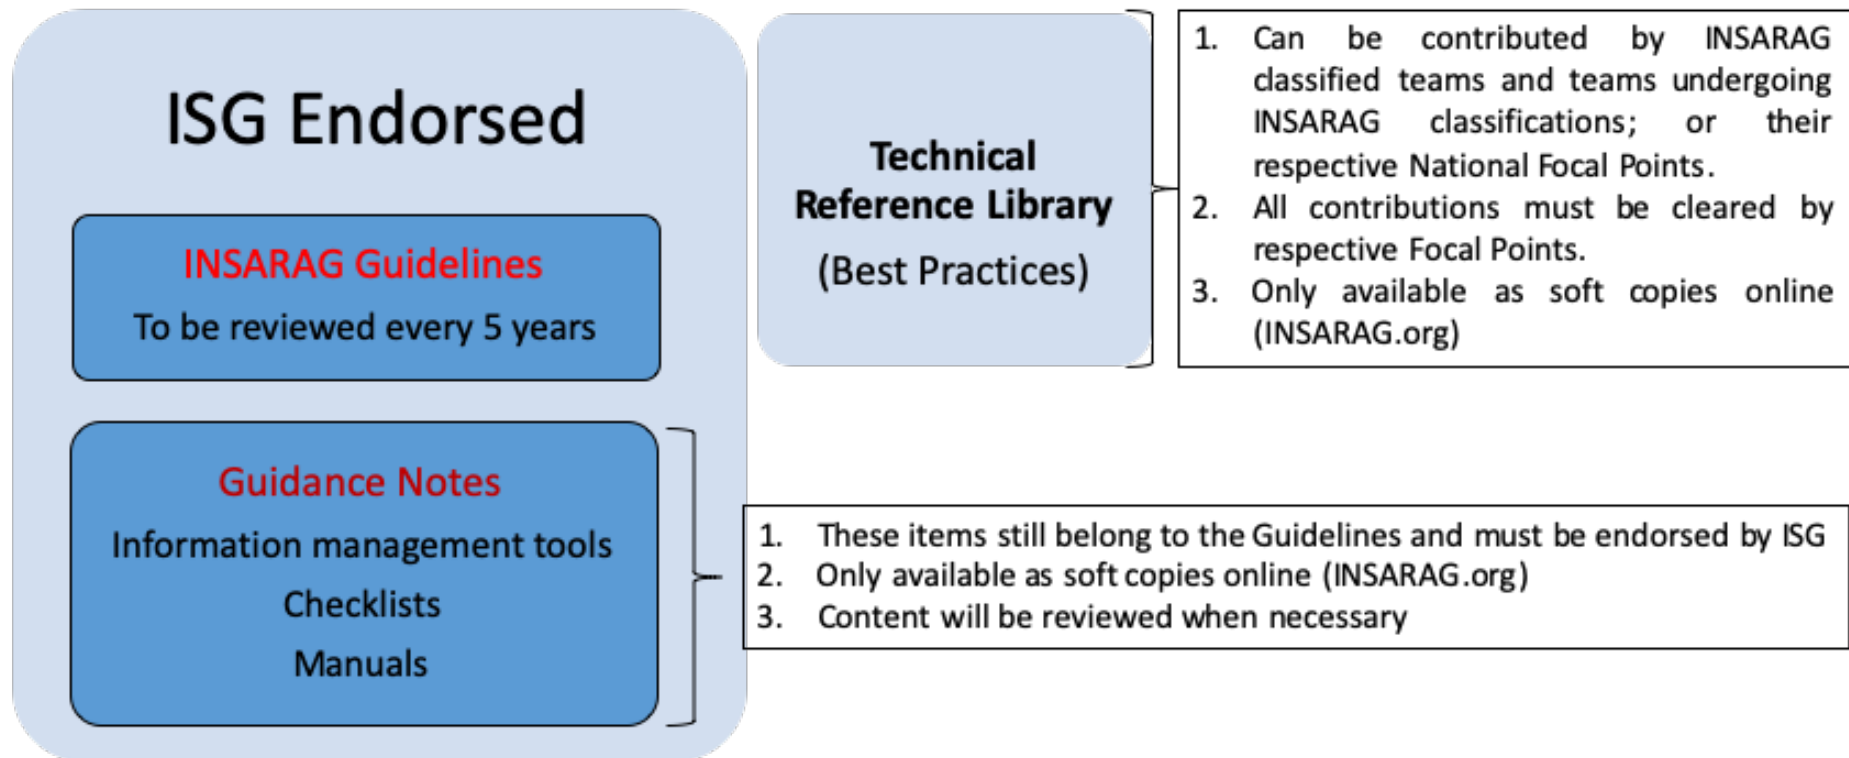 ISG Endorsed
INSARAG Guidelines
To be reviewed every 5 years
Guidance Notes
Information management tools
Checklists
Manuals
Technical
Reference Library
(Best Practices)
1. Can be contributed by INSARAG
classified teams and teams undergoing
INSARAG classifications; or their
respective National Focal Points.
2. All contributions must be cleared by
respective Focal Points.
3. Only available as soft copies online
(INSARAG.org)
1. These items still belong to the Guidelines and must be endorsed by ISG
2. Only available as soft copies online (INSARAG.org)
3. Content will be reviewed when necessary